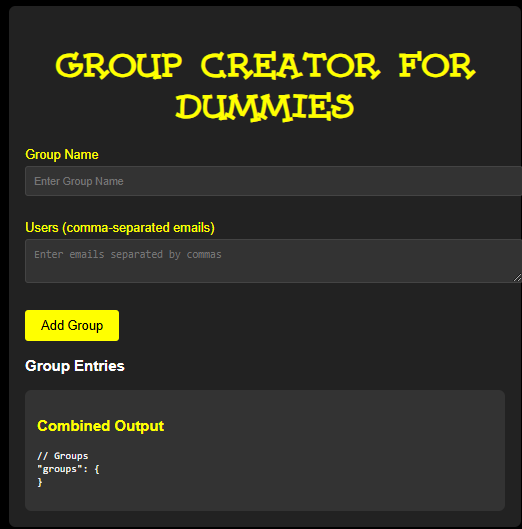 GROUP CREATOR FOR
DUMMIES
Group Name
Enter Group Name
Users (comma-separated emails)
Enter emails separated by commas
Add Group
Group Entries
Combined Output
// Groups
"groups": {
}